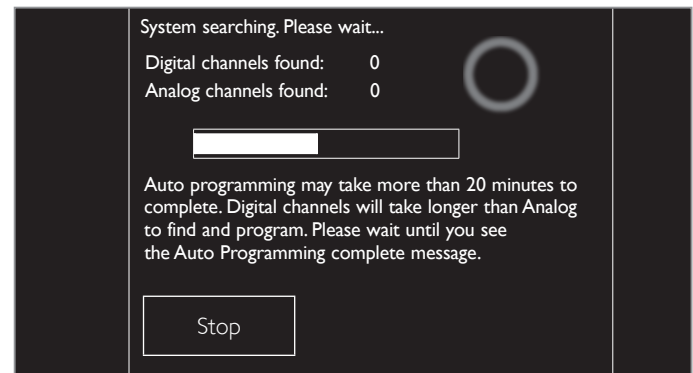 System searching. Please wait...
Digital channels found: 0
Analog channels found: 0
Auto programming may take more than 20 minutes to
complete. Digital channels will take longer than Analog
to find and program. Please wait until you see
the Auto Programming complete message.
Stop